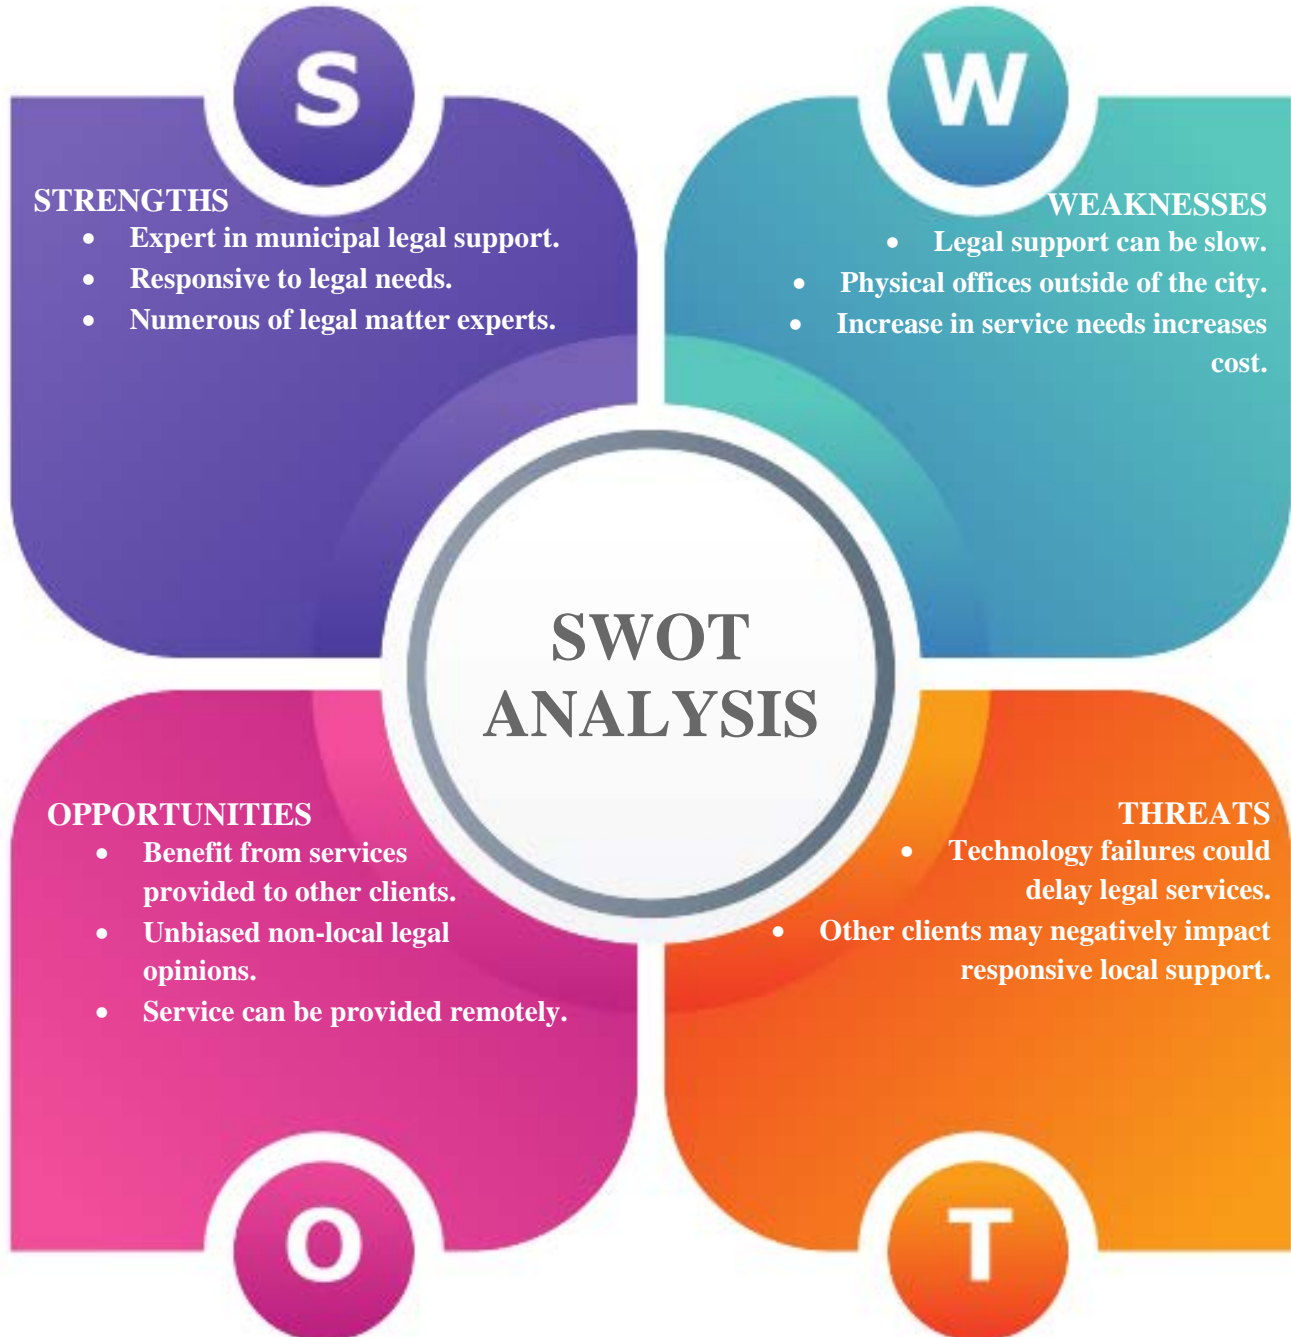 S
STRENGTHS
• Expert in municipal legal support.
• Responsive to legal needs.
• Numerous of legal matter experts.
W
WEAKNESSES
• Legal support can be slow.
• Physical offices outside of the city.
• Increase in service needs increases
cost.
SWOT
ANALYSIS
OPPORTUNITIES
• Benefit from services
provided to other clients.
• Unbiased non-local legal
opinions.
• Service can be provided remotely.
O
THREATS
• Technology failures could
delay legal services.
• Other clients may negatively impact
responsive local support.
T